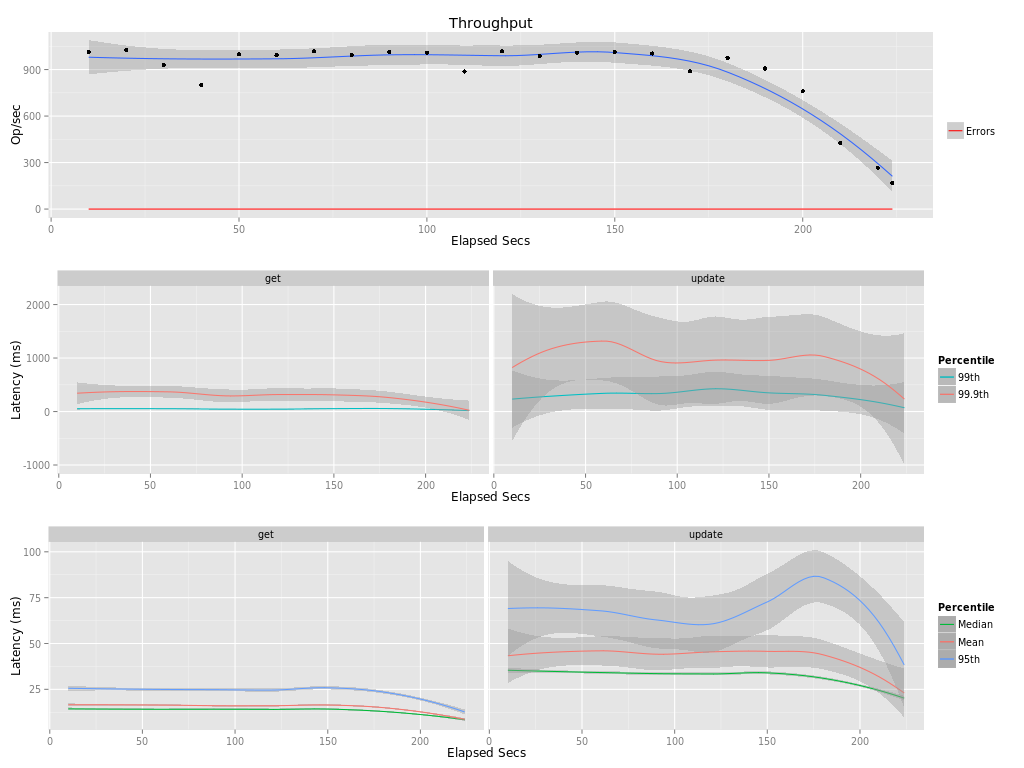 Throughput
900
600
300
0
Op/sec
0 50 100 150 200
Elapsed Secs
Errors
get update
2000
1000
0
-1000
Latency (ms)
0 50 100 150 200 0 50 100 150 200
Elapsed Secs
Percentile
99th
99.9th
get update
100
75
50
25
Latency (ms)
0 50 100 150 200 0 50 100 150 200
Elapsed Secs
Percentile
Median
Mean
95th